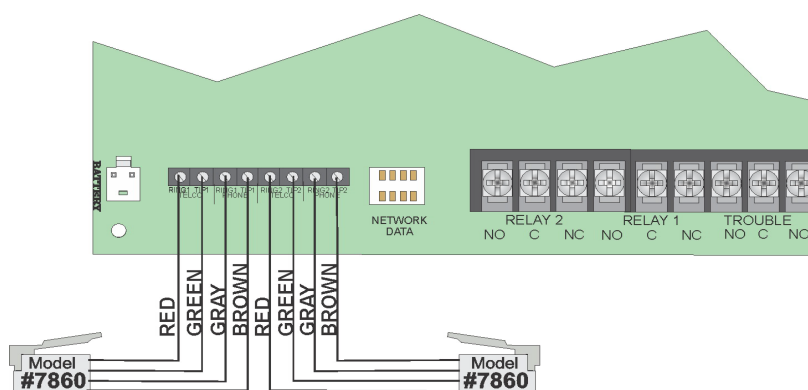 BATTERY
RING1 TIP1 RING1 TIP1 RING2 TIP2 RING2 TIP2
TELCO PHONE TELCO PHONE
NETWORK
DATA
RELAY 2 RELAY 1 TROUBLE
NO C NC NO C NC NO C NC
RED
GREEN
GRAY
BROWN
RED
GREEN
GRAY
BROWN
Model
#7860
Model
#7860